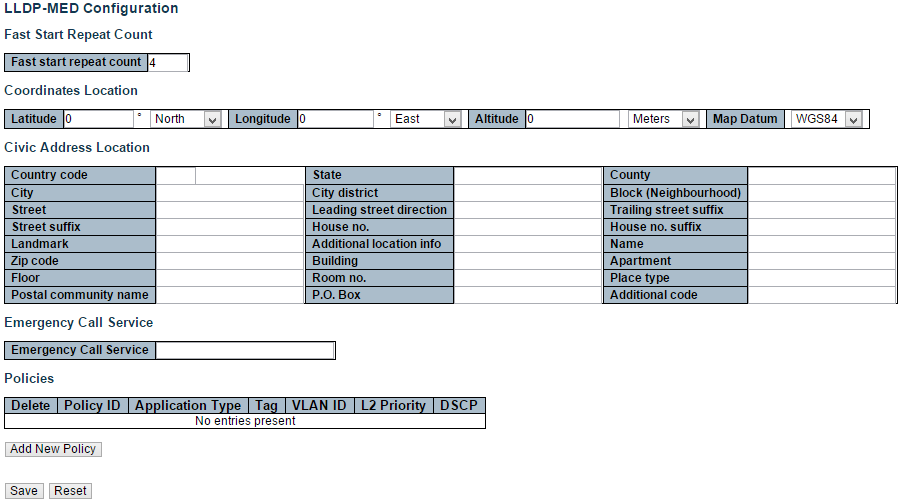 LLDP-MED Configuration
Fast Start Repeat Count
Fast start repeat count 4
Coordinates Location
Latitude 0 ° North Longitude 0 ° East Altitude 0 Meters Map Datum WGS84
Civic Address Location
Country code State County
City City district Block (Neighbourhood)
Street Leading street direction Trailing street suffix
Street suffix House no. House no. suffix
Landmark Additional location info Name
Zip code Building Apartment
Floor Room no. Place type
Postal community name P.O. Box Additional code
Emergency Call Service
Emergency Call Service
Policies
Delete Policy ID Application Type Tag VLAN ID L2 Priority DSCP
No entries present
Add New Policy
Save Reset